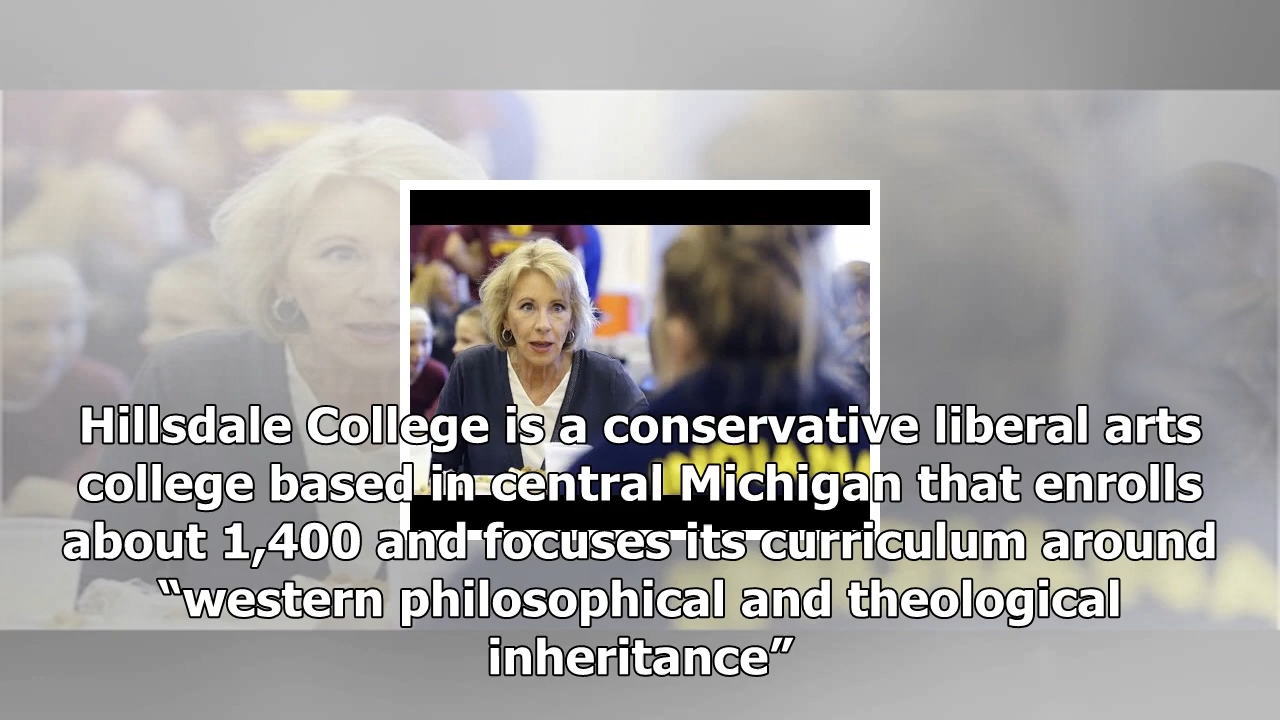 INDIANA
Hillsdale College is a conservative liberal arts
college based in central Michigan that enrolls
about 1,400 and focuses its curriculum around
“western philosophical and theological
inheritance”